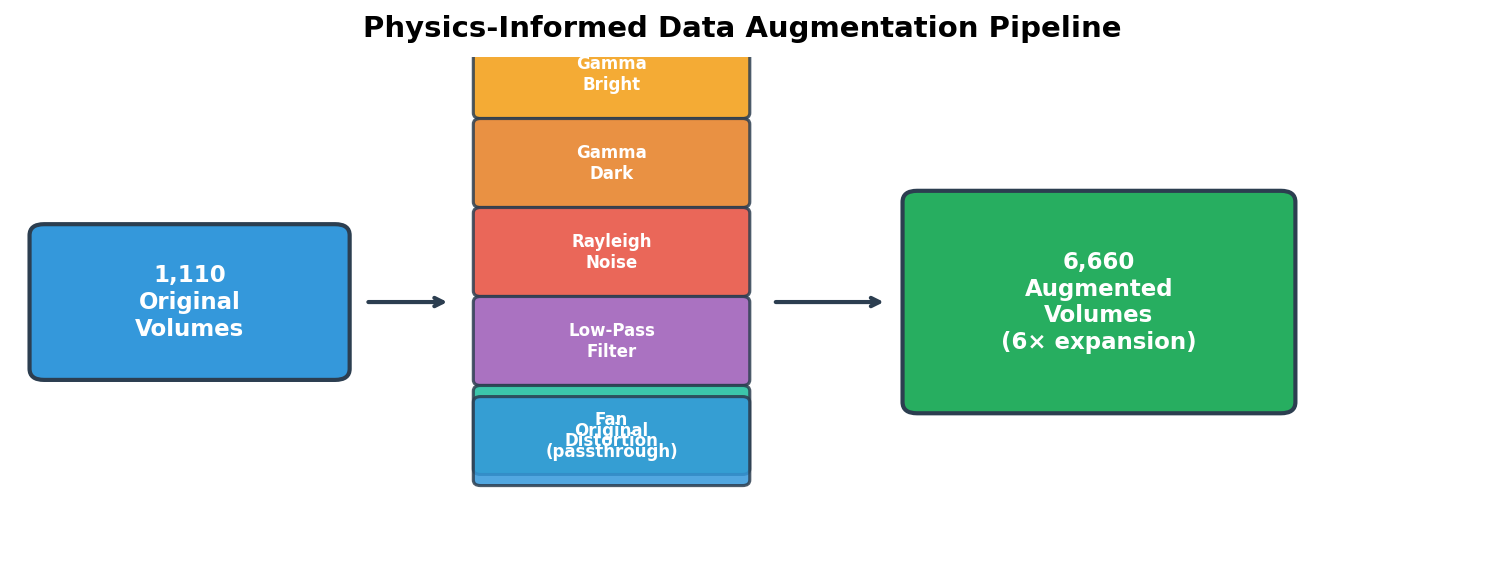 Physics-Informed Data Augmentation Pipeline
Gamma
Bright
Gamma
Dark
Rayleigh
Noise
Low-Pass
Filter
Fan
Distortion
Original
(passthrough)
1,110
Original
Volumes
6,660
Augmented
Volumes
(6× expansion)